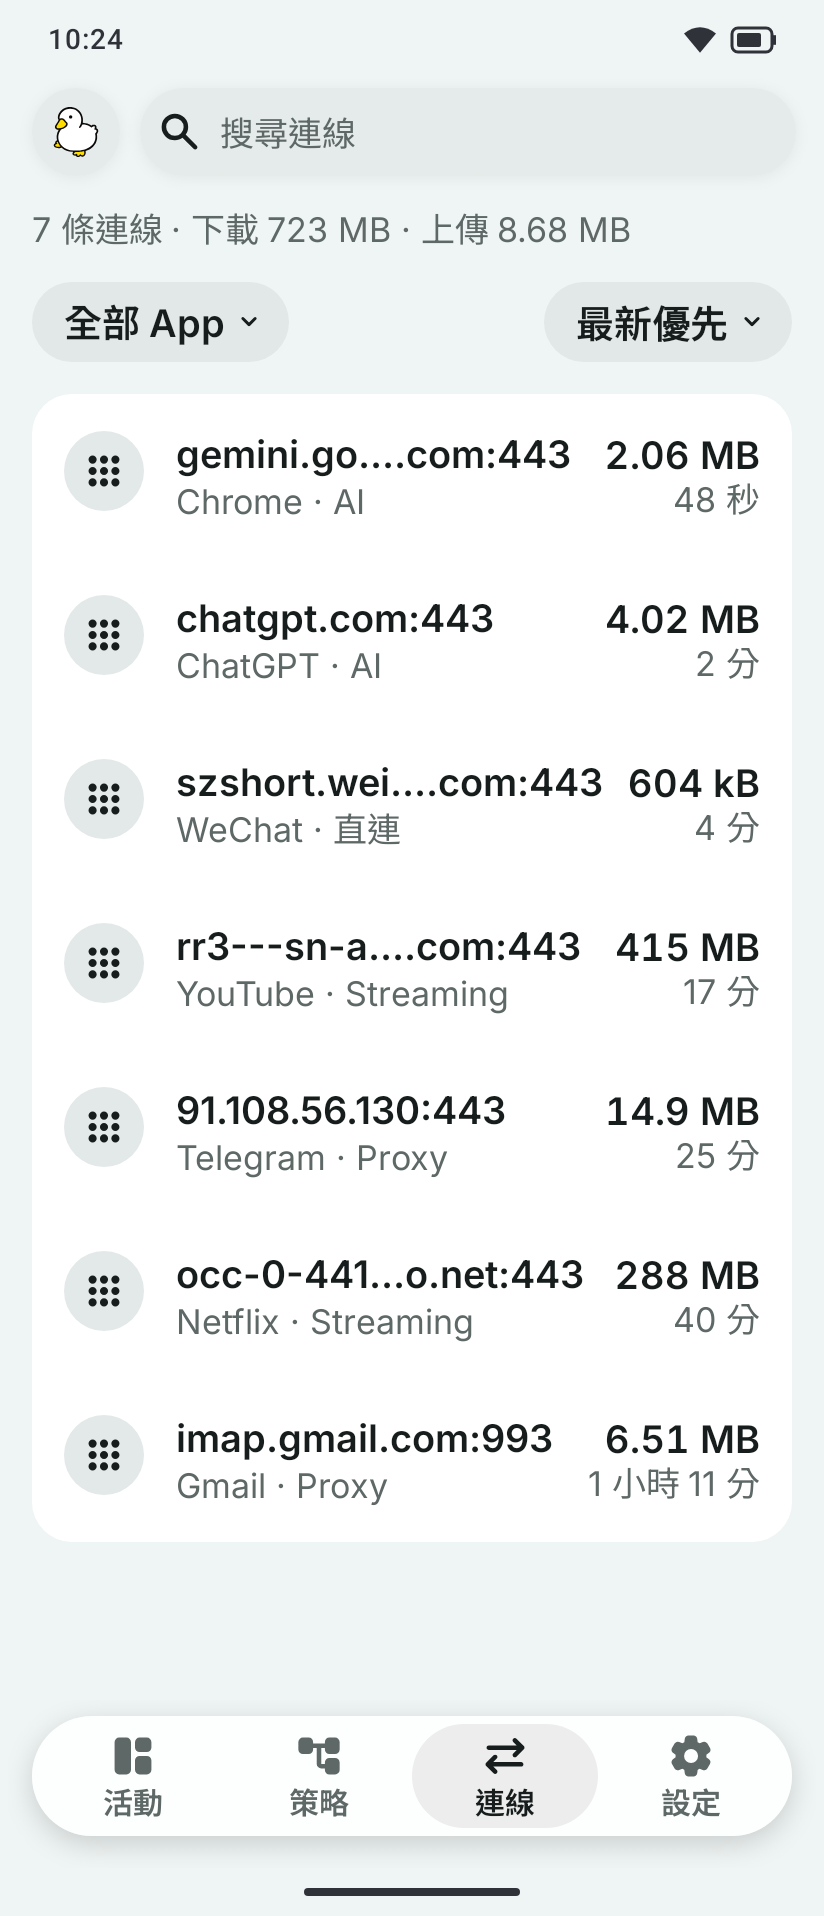 10:24
搜尋連線
7 條連線 · 下載 723 MB · 上傳 8.68 MB
全部 App
最新優先
gemini.go....com:443 2.06 MB
Chrome · AI 48 秒
chatgpt.com:443 4.02 MB
ChatGPT · AI 2 分
szshort.wei....com:443 604 kB
WeChat · 直連 4 分
rr3---sn-a....com:443 415 MB
YouTube · Streaming 17 分
91.108.56.130:443 14.9 MB
Telegram · Proxy 25 分
occ-0-441...o.net:443 288 MB
Netflix · Streaming 40 分
imap.gmail.com:993 6.51 MB
Gmail · Proxy 1 小時 11 分
活動 策略 連線 設定